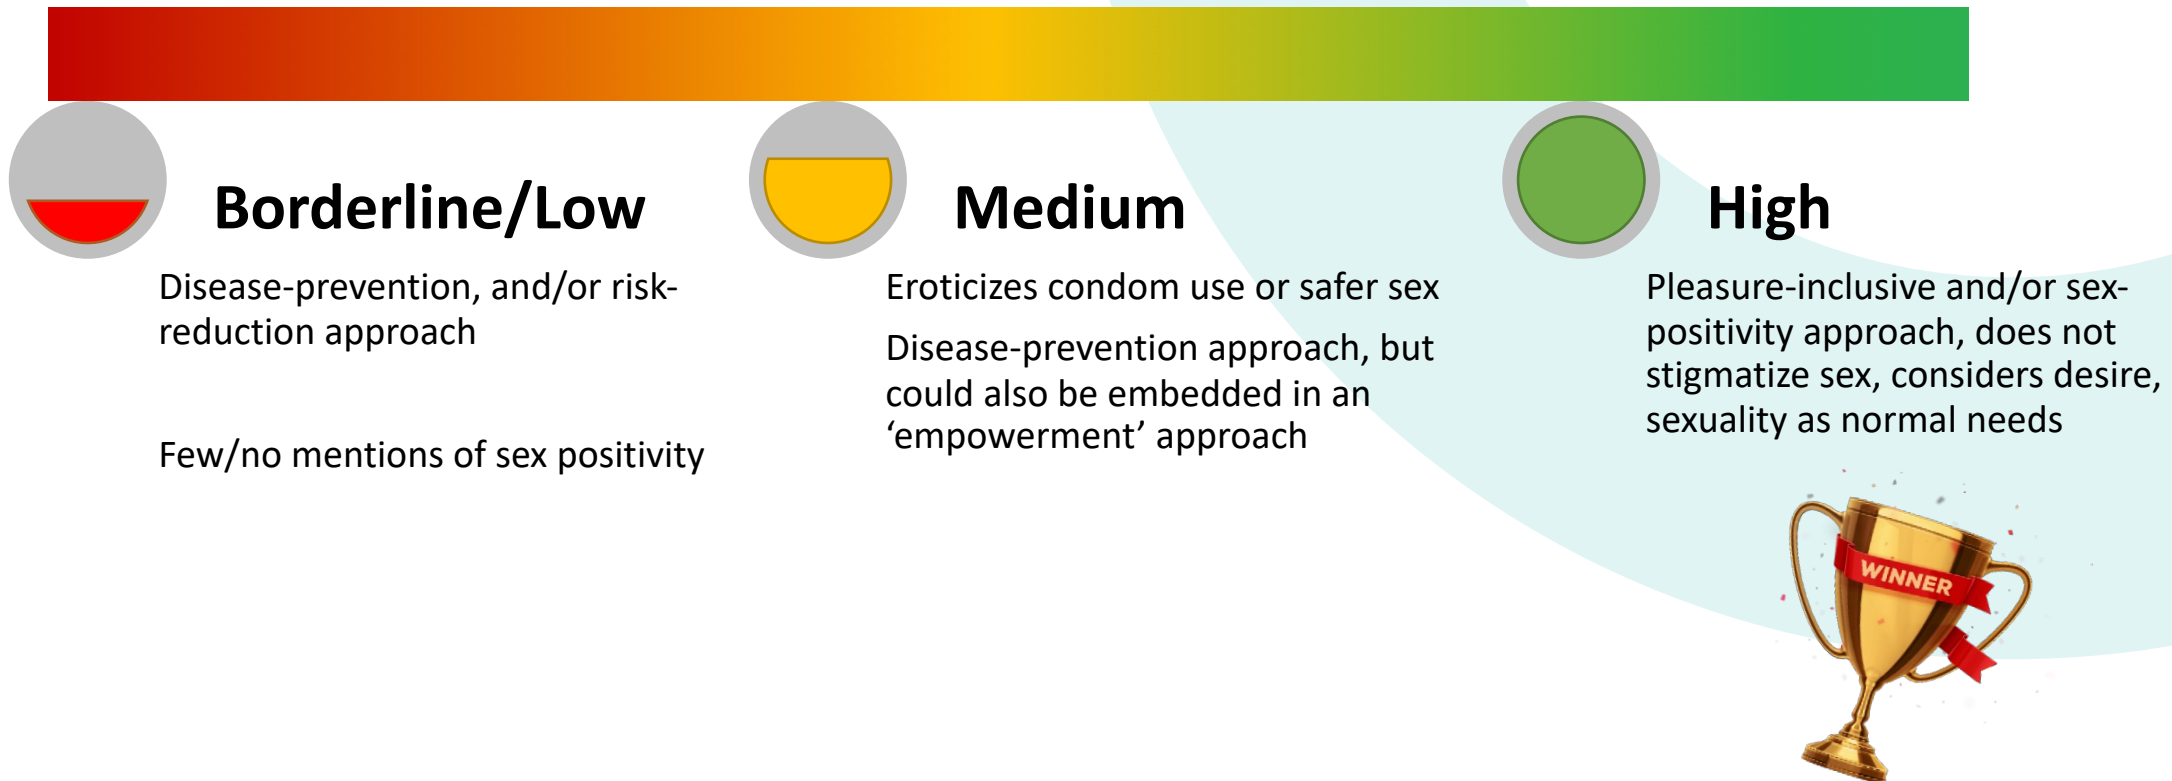 Borderline/Low
Disease-prevention, and/or risk-
reduction approach
Few/no mentions of sex positivity
Medium
Eroticizes condom use or safer sex
Disease-prevention approach, but
could also be embedded in an
‘empowerment’ approach
High
Pleasure-inclusive and/or sex-
positivity approach, does not
stigmatize sex, considers desire,
sexuality as normal needs
WINNER